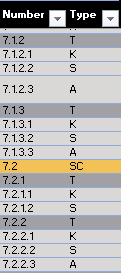 Number Type
7.1.2 T
7.1.2.1 K
7.1.2.2 S
7.1.2.3 A
7.1.3 T
7.1.3.1 K
7.1.3.2 S
7.1.3.3 A
7.2 SC
7.2.1 T
7.2.1.1 K
7.2.1.2 S
7.2.2 T
7.2.2.1 K
7.2.2.2 S
7.2.2.3 A